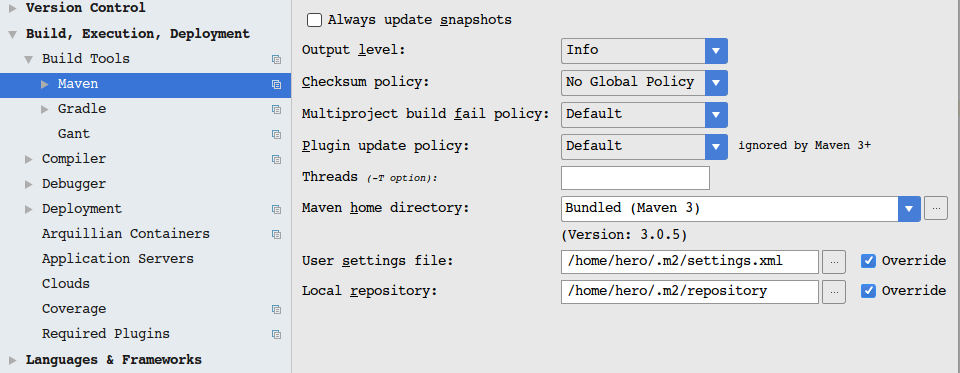 Version Control
Build, Execution, Deployment
Build Tools
Maven
Gradle
Gant
Compiler
Debugger
Deployment
Arquillian Containers
Application Servers
Clouds
Coverage
Required Plugins
Languages & Frameworks
Always update snapshots
Output level: Info
Checksum policy: No Global Policy
Multiproject build fail policy: Default
Plugin update policy: Default ignored by Maven 3+
Threads (-T option):
Maven home directory: Bundled (Maven 3) ...
(Version: 3.0.5)
User settings file: /home/hero/.m2/settings.xml ... Override
Local repository: /home/hero/.m2/repository ... Override